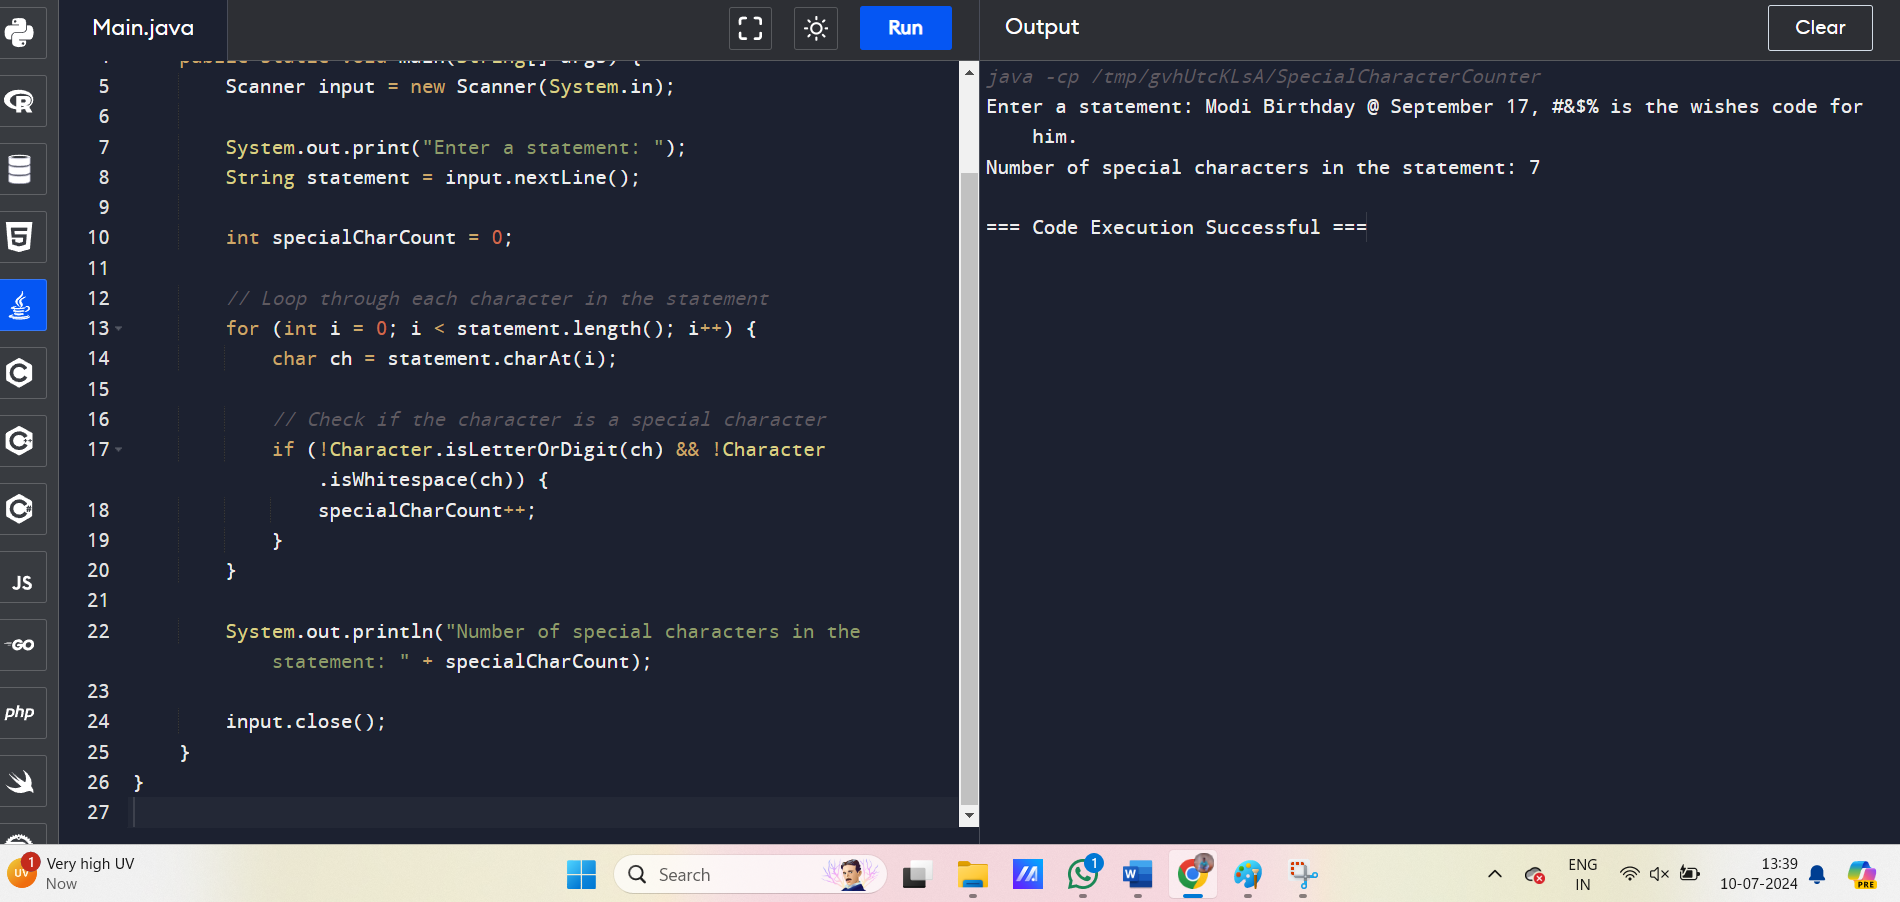 Main.java
Run
Output
Clear
4 public static void main(String[] args) {
5 Scanner input = new Scanner(System.in);
6
7 System.out.print("Enter a statement: ");
8 String statement = input.nextLine();
9
10 int specialCharCount = 0;
11
12 // Loop through each character in the statement
13 for (int i = 0; i < statement.length(); i++) {
14 char ch = statement.charAt(i);
15
16 // Check if the character is a special character
17 if (!Character.isLetterOrDigit(ch) && !Character
.isWhitespace(ch)) {
18 specialCharCount++;
19 }
20 }
21
22 System.out.println("Number of special characters in the
statement: " + specialCharCount);
23
24 input.close();
25 }
26 }
27
java -cp /tmp/gvhUtcKLsA/SpecialCharacterCounter
Enter a statement: Modi Birthday @ September 17, #&$% is the wishes code for
him.
Number of special characters in the statement: 7
=== Code Execution Successful ===
R
5
C
C++
C#
JS
GO
php
UV
1
Very high UV
Now
Search
1
W
ENG
IN
13:39
10-07-2024
PRE